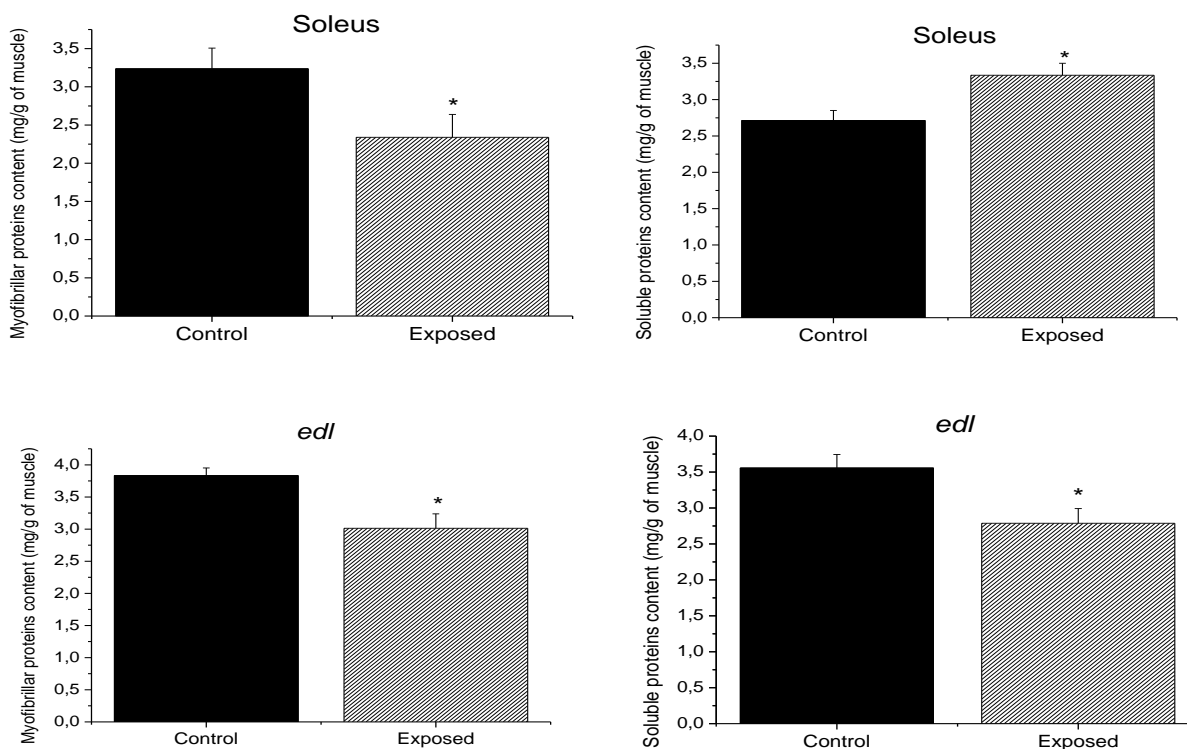 Soleus
Myofibrillar proteins content (mg/g of muscle)
3,5
3,0
2,5
2,0
1,5
1,0
0,5
0,0
*
Control
Exposed
Soleus
Soluble proteins content (mg/g of muscle)
3,5
3,0
2,5
2,0
1,5
1,0
0,5
0,0
*
Control
Exposed
edl
Myofibrillar proteins content (mg/g of muscle)
4,0
3,5
3,0
2,5
2,0
1,5
1,0
0,5
0,0
*
Control
Exposed
edl
Soluble proteins content (mg/g of muscle)
4,0
3,5
3,0
2,5
2,0
1,5
1,0
0,5
0,0
*
Control
Exposed